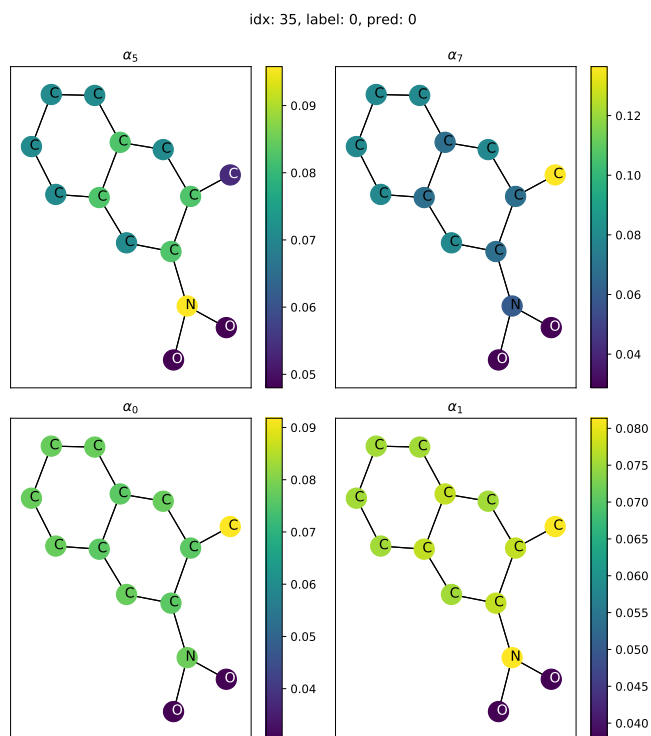 idx: 35, label: 0, pred: 0
α5
α7
C C
C C C
C C C
C C
N
O
O
0.09
0.08
0.07
0.06
0.05
C C
C C C
C C C
C C
N
O
O
0.12
0.10
0.08
0.06
0.04
α0
α1
C C
C C C
C C C
C C
N
O
O
0.09
0.08
0.07
0.06
0.05
0.04
C C
C C C
C C C
C C
N
O
O
0.080
0.075
0.070
0.065
0.060
0.055
0.050
0.045
0.040